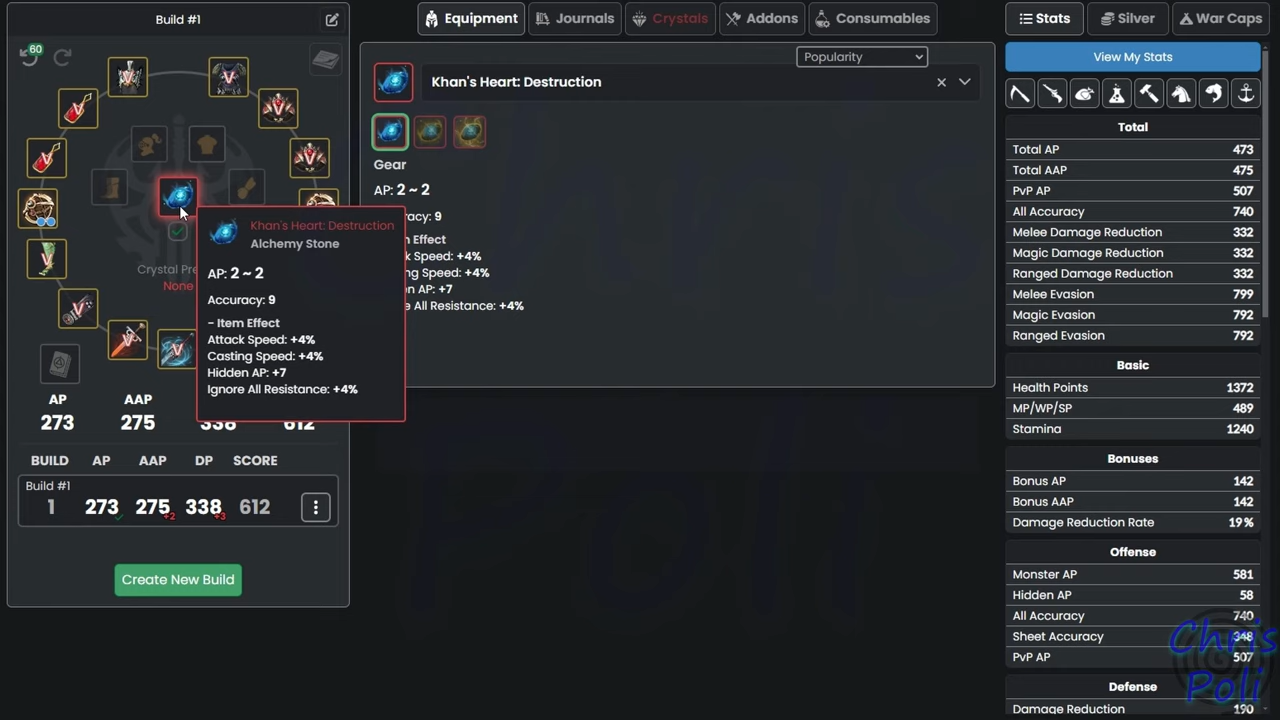 Build #1
60
Crystal Pre
None
AP
AAP
273
275
338
612
BUILD
AP
AAP
DP
SCORE
Build #1
1
273
275
+2
338
+3
612
Create New Build
Equipment
Journals
Crystals
Addons
Consumables
Popularity
Khan's Heart: Destruction
Gear
AP: 2 ~ 2
cy: 9
Effect
Speed: +4%
ng Speed: +4%
n AP: +7
e All Resistance: +4%
Khan's Heart: Destruction
Alchemy Stone
AP: 2 ~ 2
Accuracy: 9
- Item Effect
Attack Speed: +4%
Casting Speed: +4%
Hidden AP: +7
Ignore All Resistance: +4%
Stats
Silver
War Caps
View My Stats
Total
Total AP 473
Total AAP 475
PvP AP 507
All Accuracy 740
Melee Damage Reduction 332
Magic Damage Reduction 332
Ranged Damage Reduction 332
Melee Evasion 799
Magic Evasion 792
Ranged Evasion 792
Basic
Health Points 1372
MP/WP/SP 489
Stamina 1240
Bonuses
Bonus AP 142
Bonus AAP 142
Damage Reduction Rate 19%
Offense
Monster AP 581
Hidden AP 58
All Accuracy 740
Sheet Accuracy 348
PvP AP 507
Defense
Damage Reduction 190
Chris
Poli